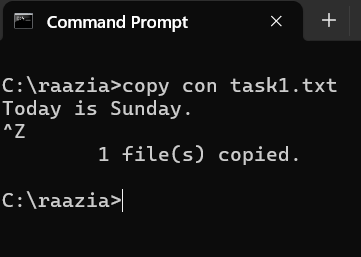 Command Prompt
C:\raazia>copy con task1.txt
Today is Sunday.
^Z
        1 file(s) copied.
C:\raazia>